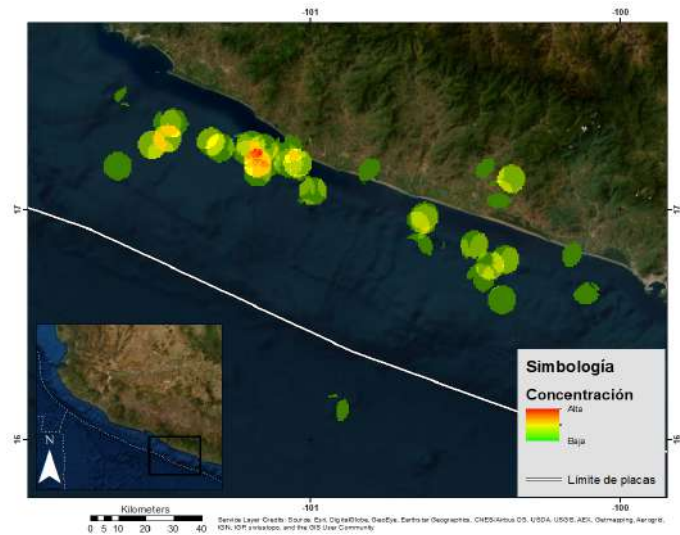 -101
-100
17
17
16
16
Simbología
Concentración
Alta
Baja
Límite de placas
N
Kilometers
0 5 10 20 30 40
Service Layer Credits: Source: Esri, DigitalGlobe, GeoEye, Earthstar Geographics, CNES/Airbus DS, USDA, USGS, AEX, Getmapping, Aerogrid,
IGN, IGP, swisstopo, and the GIS User Community
-101
-100